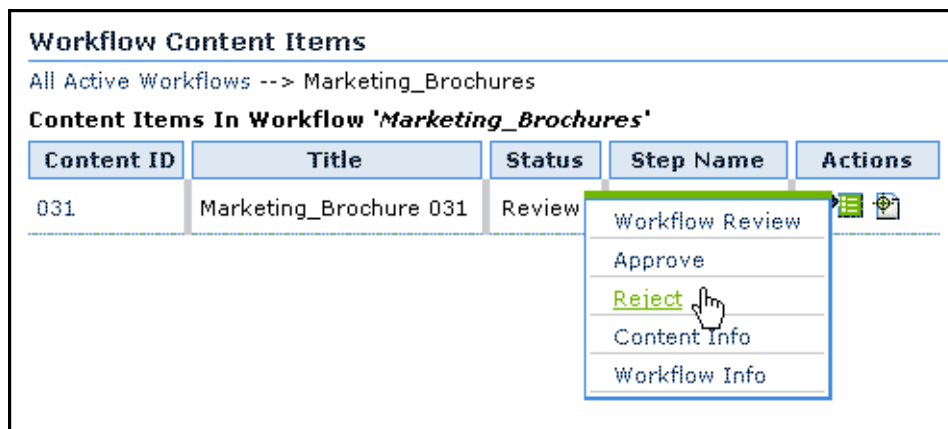 Workflow Content Items
All Active Workflows --> Marketing_Brochures
Content Items In Workflow 'Marketing_Brochures'
Content ID Title Status Step Name Actions
031 Marketing_Brochure 031 Review
Workflow Review
Approve
Reject
Content Info
Workflow Info